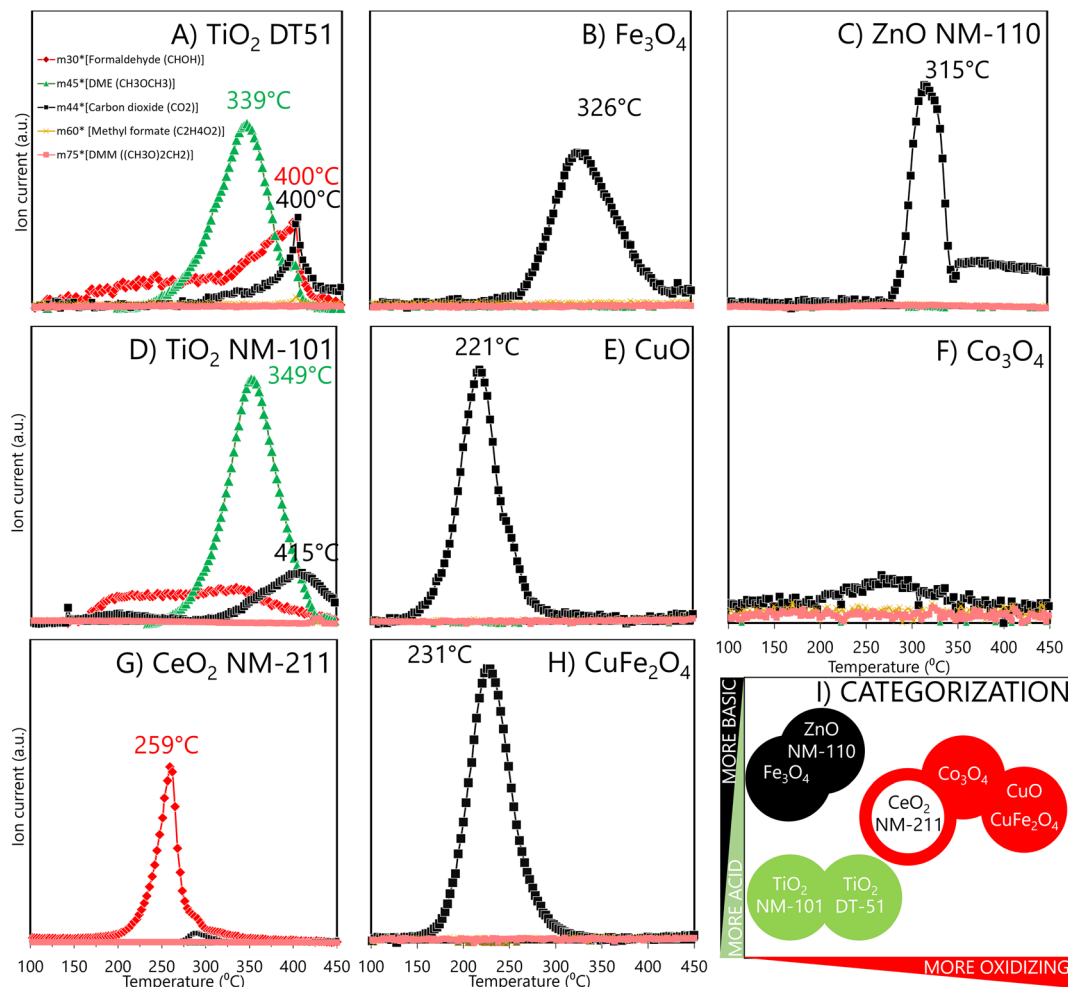 A) TiO₂ DT51
m30*[Formaldehyde (CHOH)]
m45*[DME (CH3OCH3)]
m44*[Carbon dioxide (CO2)]
m60* [Methyl formate (C2H4O2)]
m75*[DMM ((CH3O)2CH2)]
339°C
400°C
400°C
Ion current (a.u.)
B) Fe₃O₄
326°C
C) ZnO NM-110
315°C
D) TiO₂ NM-101
349°C
415°C
Ion current (a.u.)
E) CuO
221°C
F) Co₃O₄
100 150 200 250 300 350 400 450
Temperature (⁰C)
G) CeO₂ NM-211
259°C
Ion current (a.u.)
100 150 200 250 300 350 400 450
Temperature (⁰C)
H) CuFe₂O₄
231°C
100 150 200 250 300 350 400 450
Temperature (⁰C)
I) CATEGORIZATION
MORE BASIC
MORE ACID
ZnO
NM-110
Fe₃O₄
Co₃O₄
CeO₂
NM-211
CuO
CuFe₂O₄
TiO₂
NM-101
TiO₂
DT-51
MORE OXIDIZING